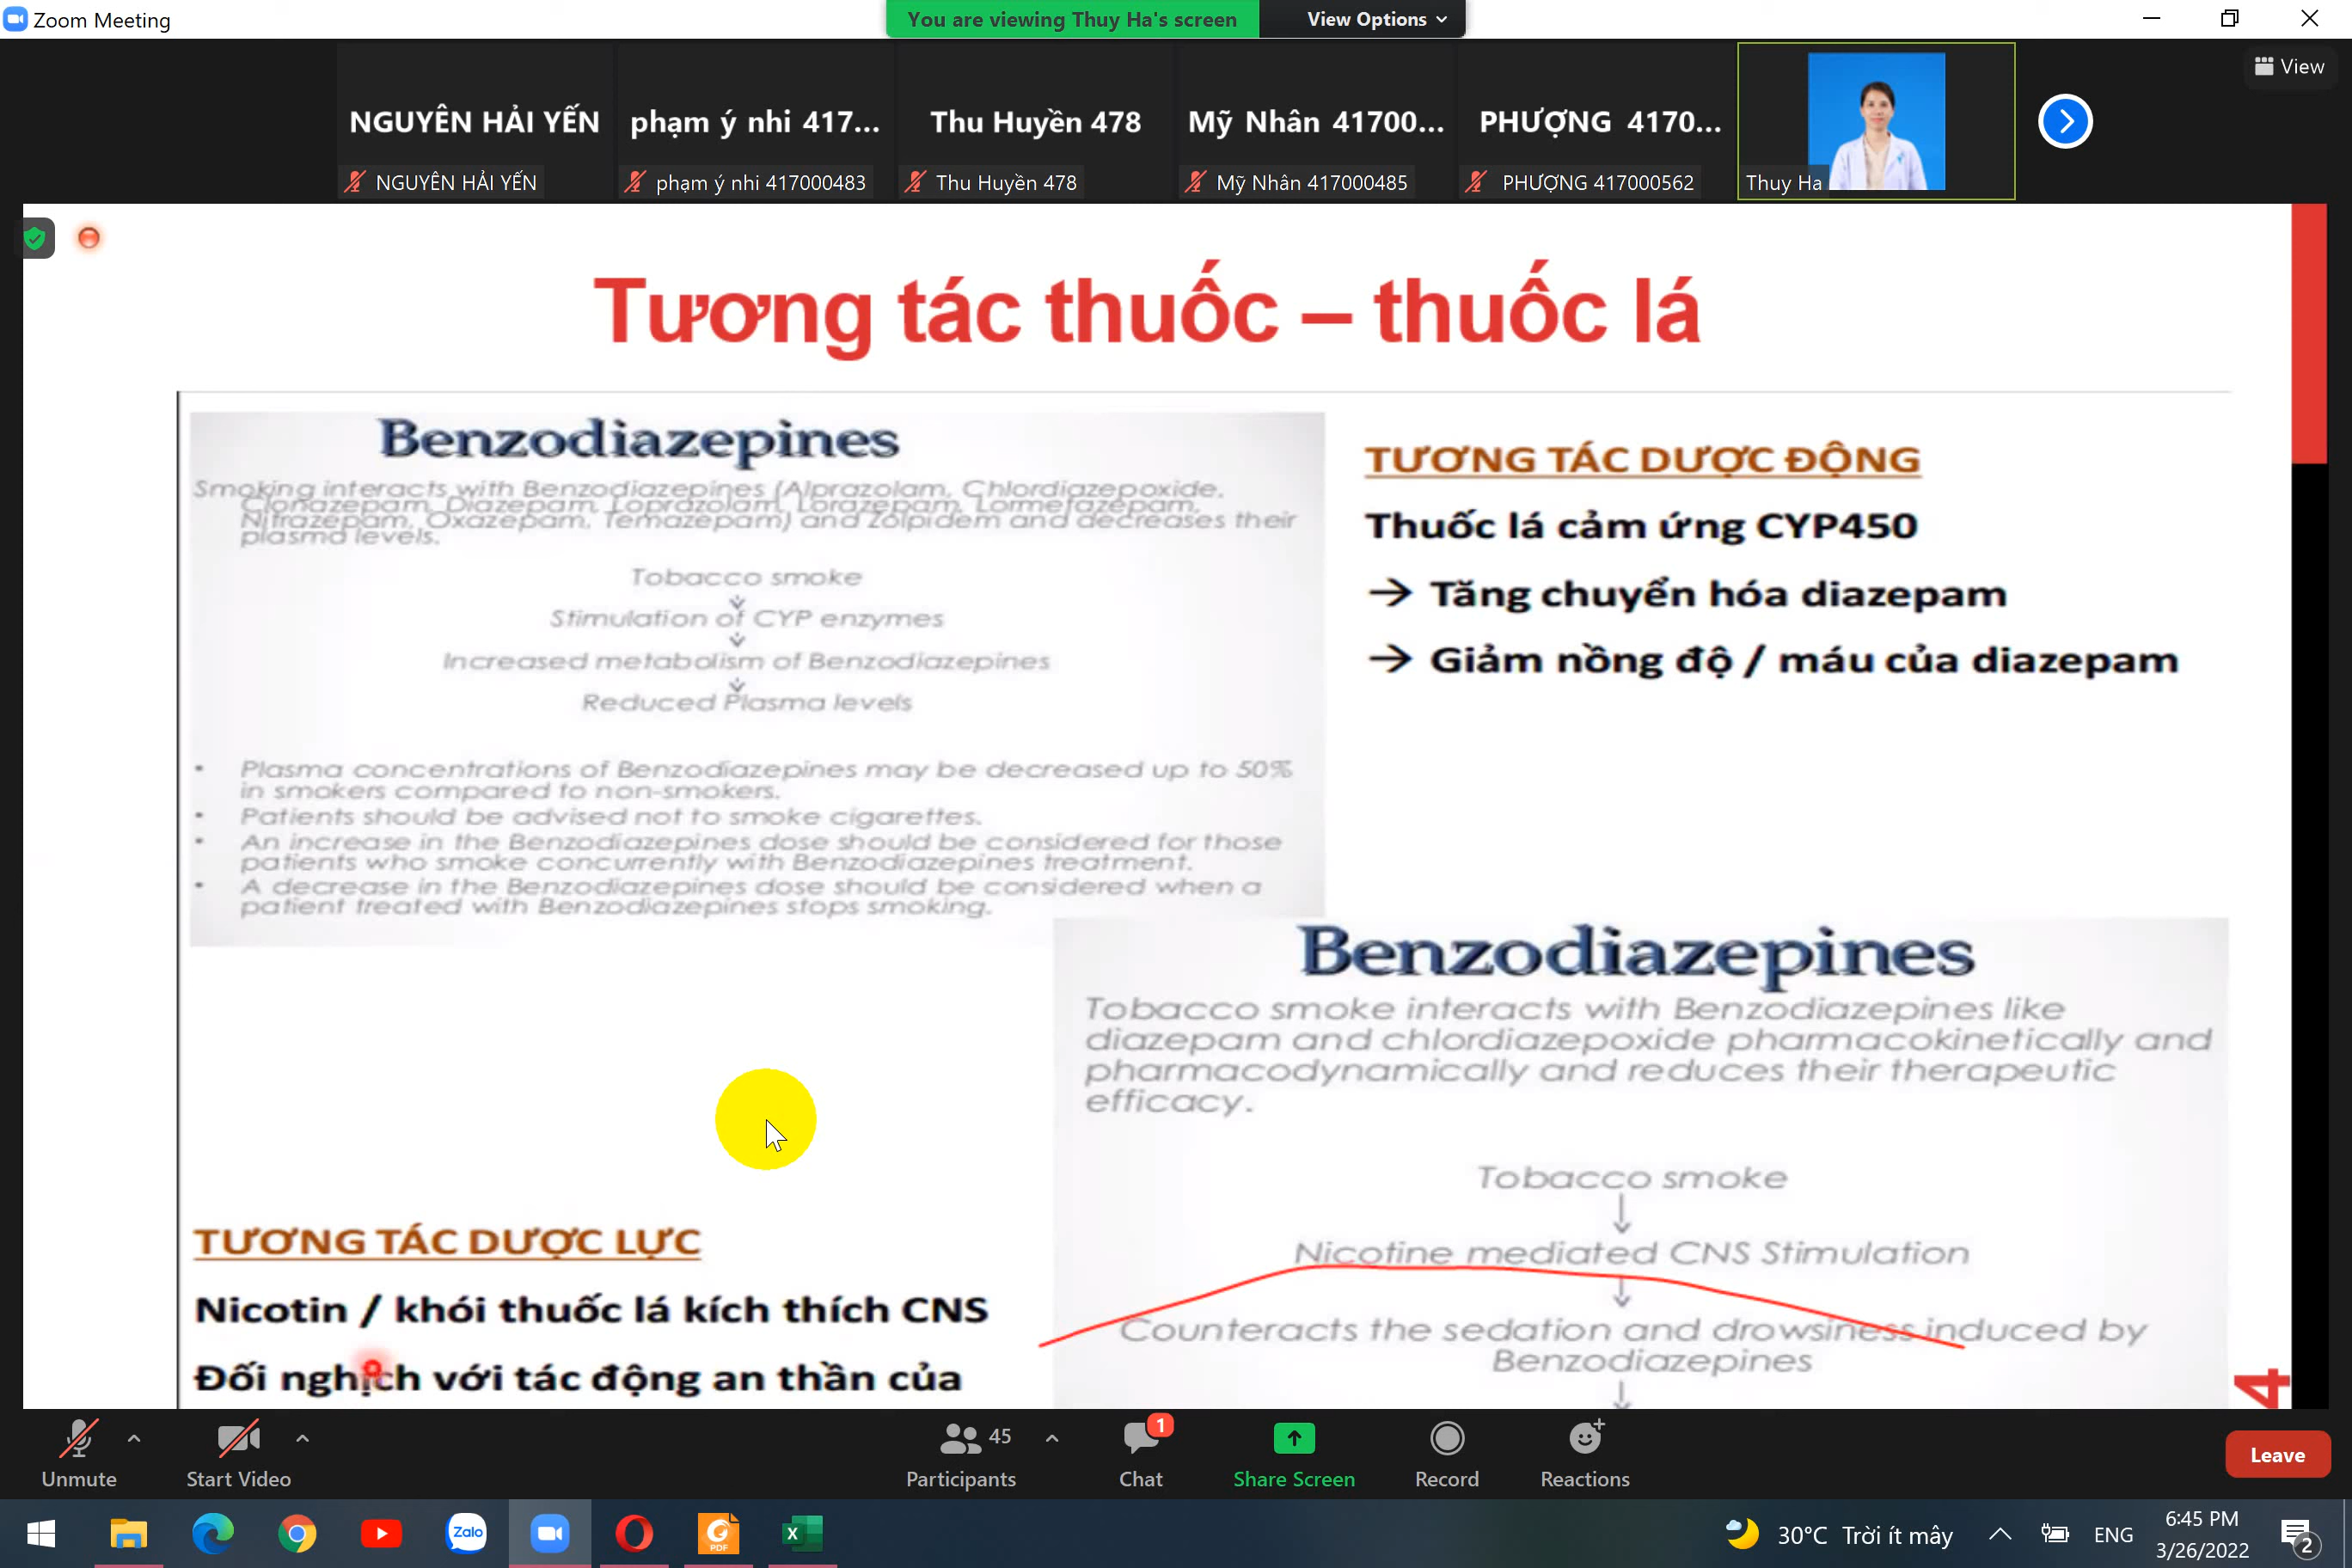 Zoom Meeting
You are viewing Thuy Ha's screen
View Options
View
NGUYÊN HẢI YẾN
phạm ý nhi 417...
Thu Huyền 478
Mỹ Nhân 41700...
PHƯỢNG 4170...
NGUYÊN HẢI YẾN
phạm ý nhi 417000483
Thu Huyền 478
Mỹ Nhân 417000485
PHƯỢNG 417000562
Thuy Ha
Tương tác thuốc – thuốc lá
Benzodiazepines
Smoking interacts with Benzodiazepines (Alprazolam, Chlordiazepoxide,
Clonazepam, Diazepam, Loprazolam, Lorazepam, Lormetazepam,
Nitrazepam, Oxazepam, Temazepam) and Zolpidem and decreases their
plasma levels.
Tobacco smoke
Stimulation of CYP enzymes
Increased metabolism of Benzodiazepines
Reduced Plasma levels
• Plasma concentrations of Benzodiazepines may be decreased up to 50%
in smokers compared to non-smokers.
• Patients should be advised not to smoke cigarettes.
• An increase in the Benzodiazepines dose should be considered for those
patients who smoke concurrently with Benzodiazepines treatment.
• A decrease in the Benzodiazepines dose should be considered when a
patient treated with Benzodiazepines stops smoking.
TƯƠNG TÁC DƯỢC ĐỘNG
Thuốc lá cảm ứng CYP450
→ Tăng chuyển hóa diazepam
→ Giảm nồng độ / máu của diazepam
Benzodiazepines
Tobacco smoke interacts with Benzodiazepines like
diazepam and chlordiazepoxide pharmacokinetically and
pharmacodynamically and reduces their therapeutic
efficacy.
Tobacco smoke
Nicotine mediated CNS Stimulation
Counteracts the sedation and drowsiness induced by
Benzodiazepines
TƯƠNG TÁC DƯỢC LỰC
Nicotin / khói thuốc lá kích thích CNS
Đối nghịch với tác động an thần của
4
Unmute
Start Video
45
Participants
1
Chat
Share Screen
Record
Reactions
Leave
Zalo
PDF
X
30°C Trời ít mây
ENG
6:45 PM
3/26/2022
2